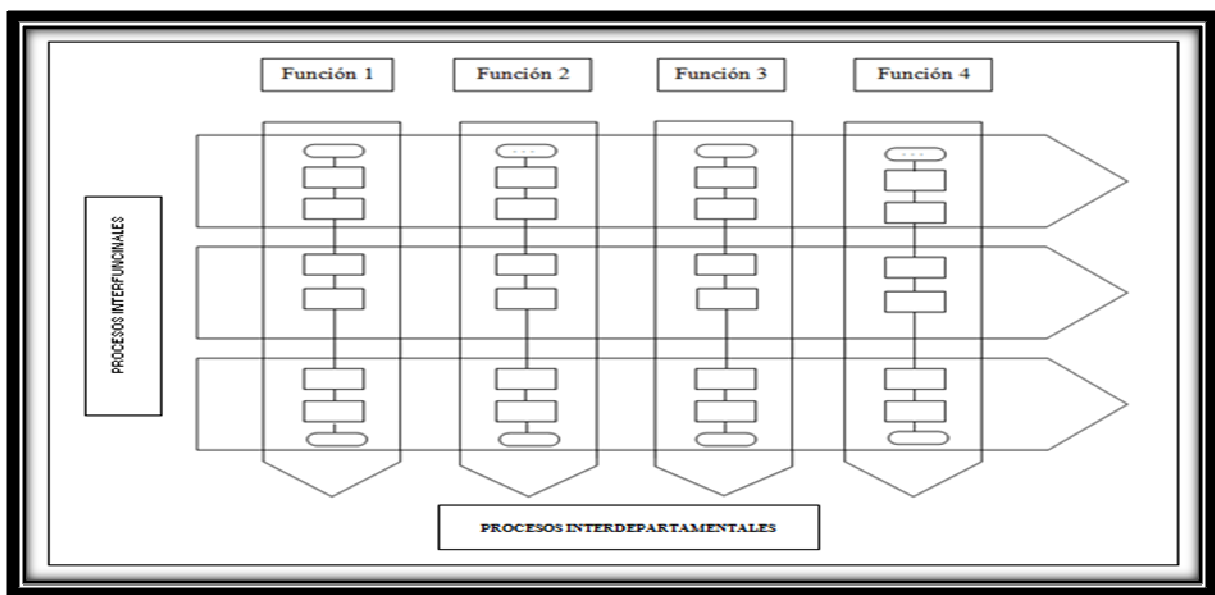 Función 1
Función 2
Función 3
Función 4
. . .
. . .
PROCESOS INTERFUNCINALES
PROCESOS INTERDEPARTAMENTALES